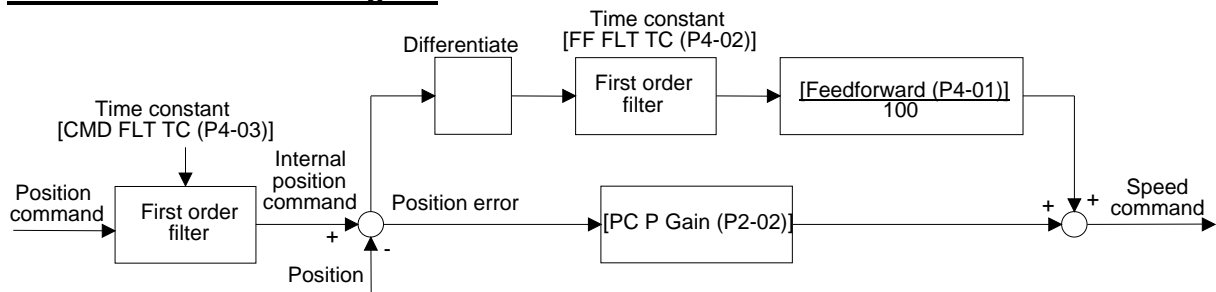 Time constant
[FF FLT TC (P4-02)]
Differentiate
First order
filter
[Feedforward (P4-01)]
100
Time constant
[CMD FLT TC (P4-03)]
Internal
position
command
Position
command
First order
filter
+
-
Position error
Position
[PC P Gain (P2-02)]
+
+
Speed
command